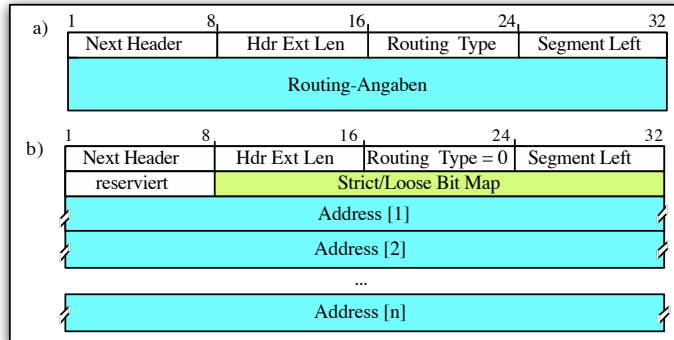 1 8 16 24 32
a) Next Header Hdr Ext Len Routing Type Segment Left
Routing-Angaben
1 8 16 24 32
b) Next Header Hdr Ext Len Routing Type = 0 Segment Left
reserviert Strict/Loose Bit Map
Address [1]
Address [2]
...
Address [n]